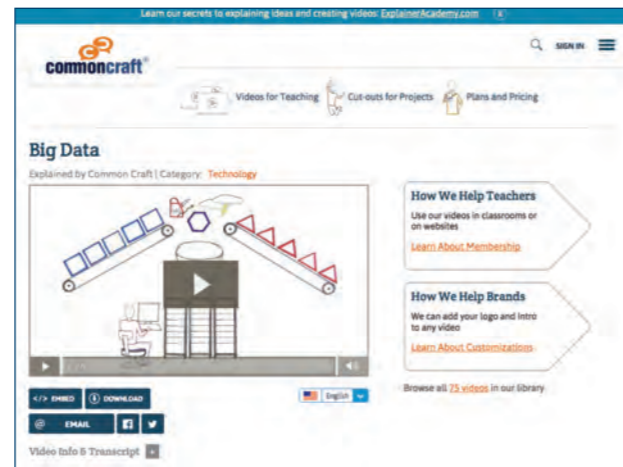 Learn our secrets to explaining ideas and creating videos: ExplainerAcademy.com
commoncraft®
SIGN IN
Videos for Teaching
Cut-outs for Projects
Plans and Pricing
Big Data
Explained by Common Craft | Category: Technology
How We Help Teachers
Use our videos in classrooms or
on websites
Learn About Membership
How We Help Brands
We can add your logo and intro
to any video
Learn About Customizations
Browse all 75 videos in our library
</> EMBED
DOWNLOAD
English
@ EMAIL
Video Info & Transcript +